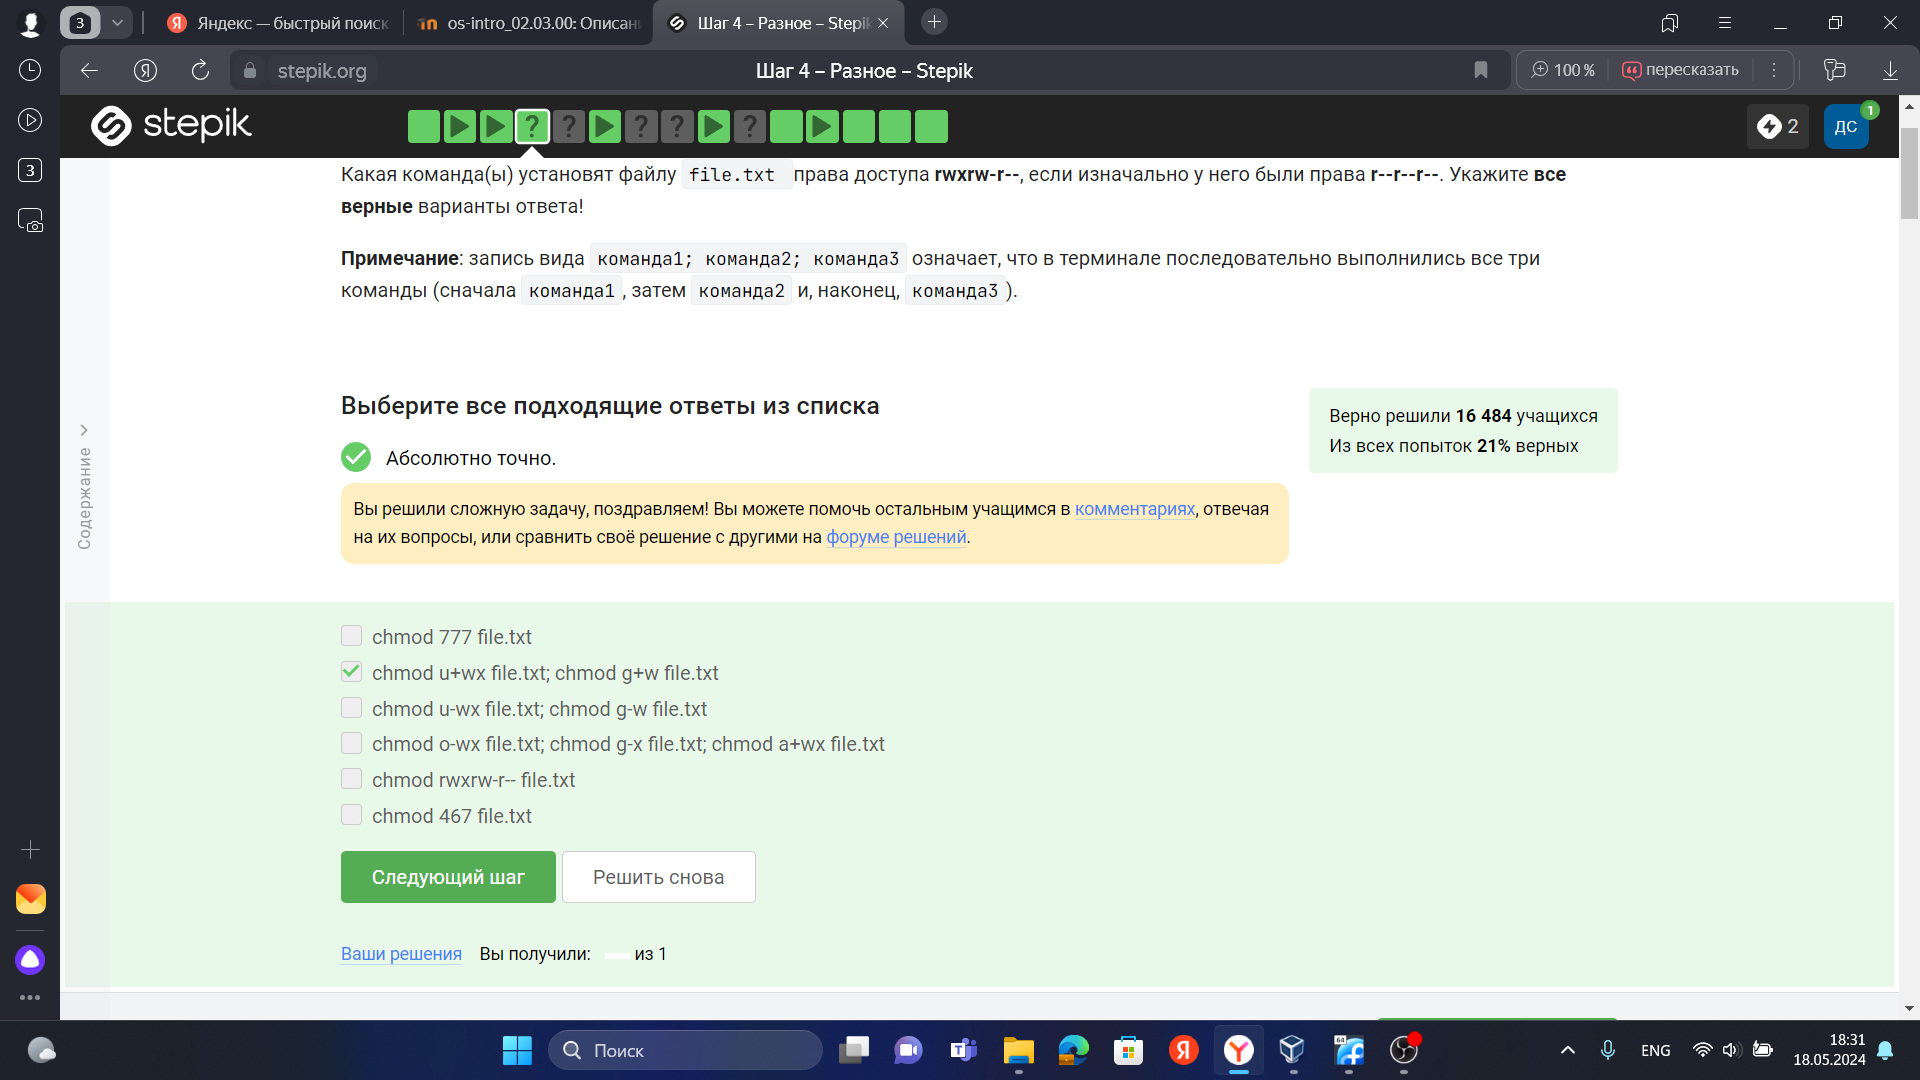 3
Яндекс — быстрый поиск
os-intro_02.03.00: Описан
Шаг 4 – Разное – Stepik
stepik.org
Шаг 4 – Разное – Stepik
100 %
пересказать
3
stepik
? ? ? ? ?
2
ДС
1
Какая команда(ы) установят файлу file.txt права доступа rwxrw-r--, если изначально у него были права r--r--r--. Укажите все
верные варианты ответа!
Примечание: запись вида команда1; команда2; команда3 означает, что в терминале последовательно выполнились все три
команды (сначала команда1, затем команда2 и, наконец, команда3).
Содержание
Выберите все подходящие ответы из списка
Верно решили 16 484 учащихся
Из всех попыток 21% верных
Абсолютно точно.
Вы решили сложную задачу, поздравляем! Вы можете помочь остальным учащимся в комментариях, отвечая
на их вопросы, или сравнить своё решение с другими на форуме решений.
chmod 777 file.txt
chmod u+wx file.txt; chmod g+w file.txt
chmod u-wx file.txt; chmod g-w file.txt
chmod o-wx file.txt; chmod g-x file.txt; chmod a+wx file.txt
chmod rwxrw-r-- file.txt
chmod 467 file.txt
Следующий шаг
Решить снова
Ваши решения Вы получили: из 1
Поиск
64
ENG
18:31
18.05.2024